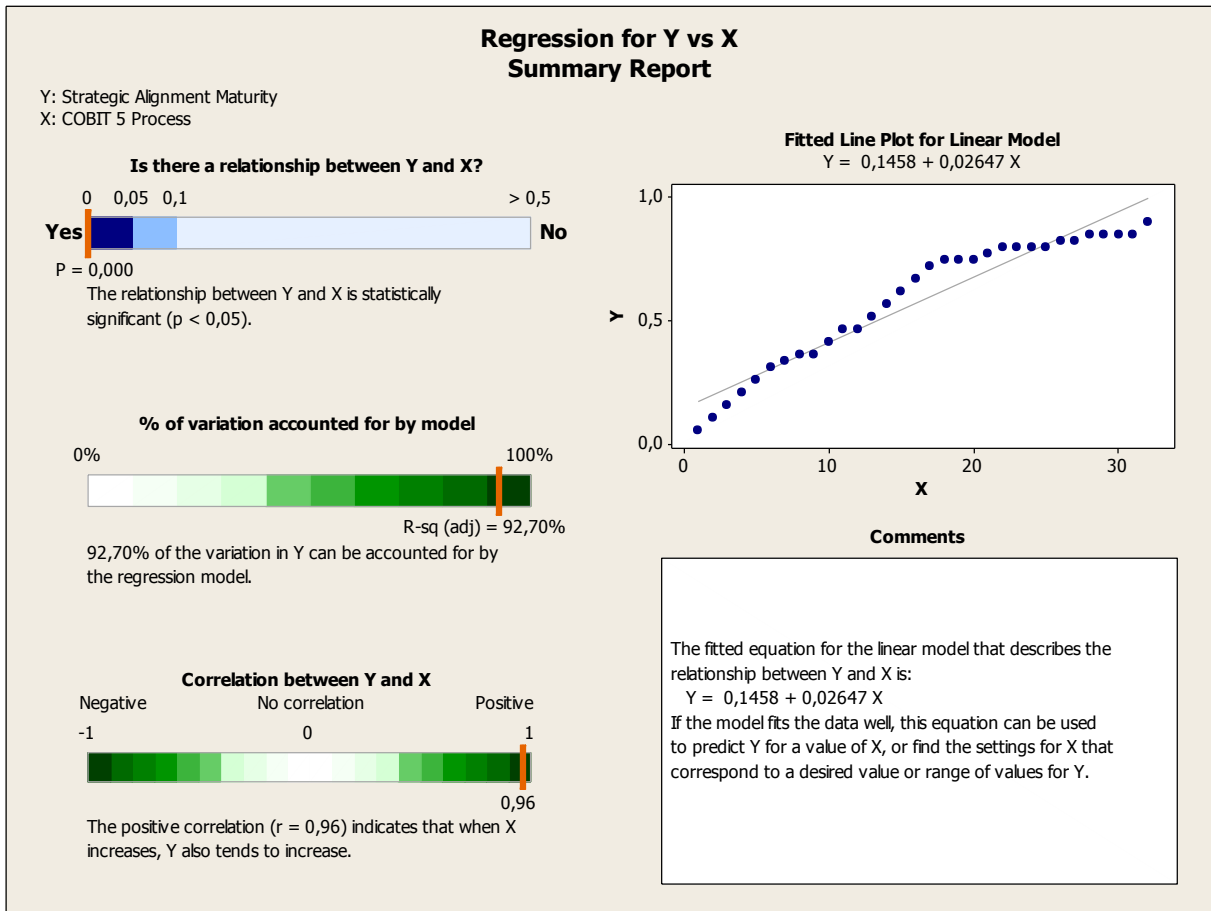 Regression for Y vs X
Summary Report
Y: Strategic Alignment Maturity
X: COBIT 5 Process
Is there a relationship between Y and X?
0 0,05 0,1 > 0,5
Yes No
P = 0,000
The relationship between Y and X is statistically
significant (p < 0,05).
% of variation accounted for by model
0% 100%
R-sq (adj) = 92,70%
92,70% of the variation in Y can be accounted for by
the regression model.
Correlation between Y and X
Negative No correlation Positive
-1 0 1
0,96
The positive correlation (r = 0,96) indicates that when X
increases, Y also tends to increase.
Fitted Line Plot for Linear Model
Y = 0,1458 + 0,02647 X
1,0
0,5
0,0
Y
0 10 20 30
X
Comments
The fitted equation for the linear model that describes the
relationship between Y and X is:
Y = 0,1458 + 0,02647 X
If the model fits the data well, this equation can be used
to predict Y for a value of X, or find the settings for X that
correspond to a desired value or range of values for Y.